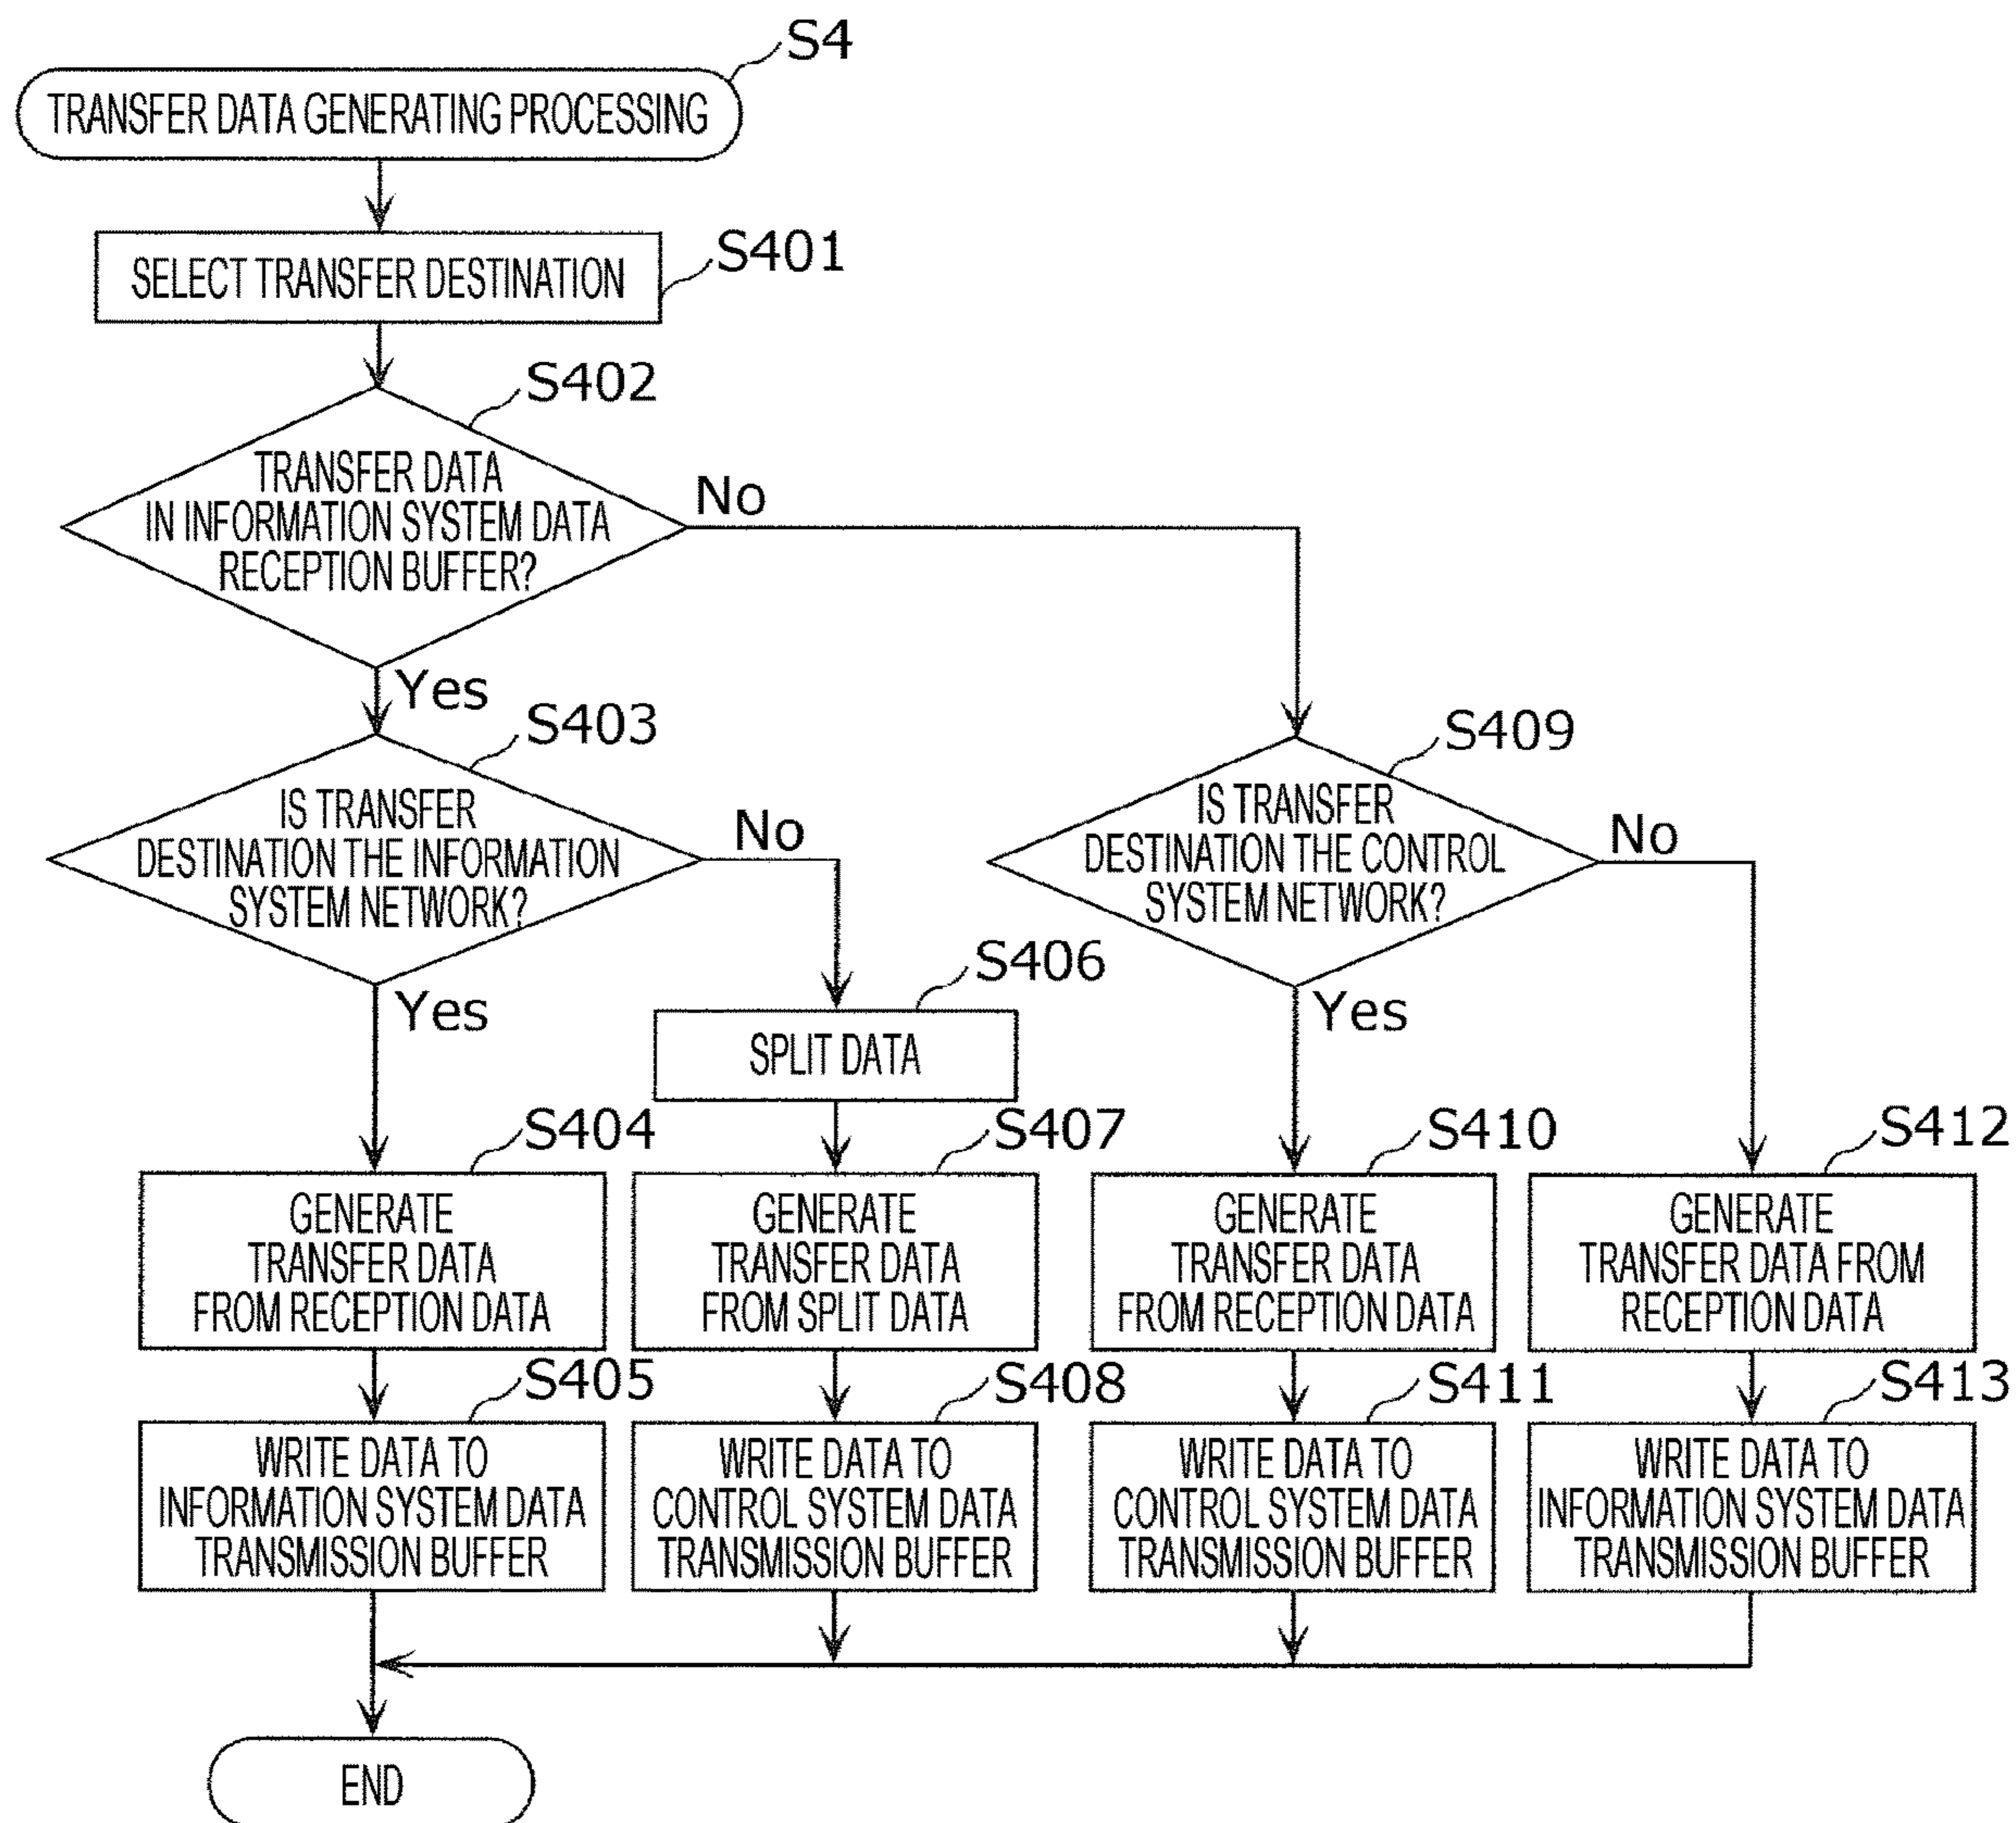 S4
TRANSFER DATA GENERATING PROCESSING
S401
SELECT TRANSFER DESTINATION
S402
TRANSFER DATA
IN INFORMATION SYSTEM DATA
RECEPTION BUFFER?
No
Yes
S403
IS TRANSFER
DESTINATION THE INFORMATION
SYSTEM NETWORK?
No
Yes
S409
IS TRANSFER
DESTINATION THE CONTROL
SYSTEM NETWORK?
No
Yes
S406
SPLIT DATA
S404
GENERATE
TRANSFER DATA
FROM RECEPTION DATA
S407
GENERATE
TRANSFER DATA
FROM SPLIT DATA
S410
GENERATE
TRANSFER DATA
FROM RECEPTION DATA
S412
GENERATE
TRANSFER DATA FROM
RECEPTION DATA
S405
WRITE DATA TO
INFORMATION SYSTEM DATA
TRANSMISSION BUFFER
S408
WRITE DATA TO
CONTROL SYSTEM DATA
TRANSMISSION BUFFER
S411
WRITE DATA TO
CONTROL SYSTEM DATA
TRANSMISSION BUFFER
S413
WRITE DATA TO
INFORMATION SYSTEM DATA
TRANSMISSION BUFFER
END